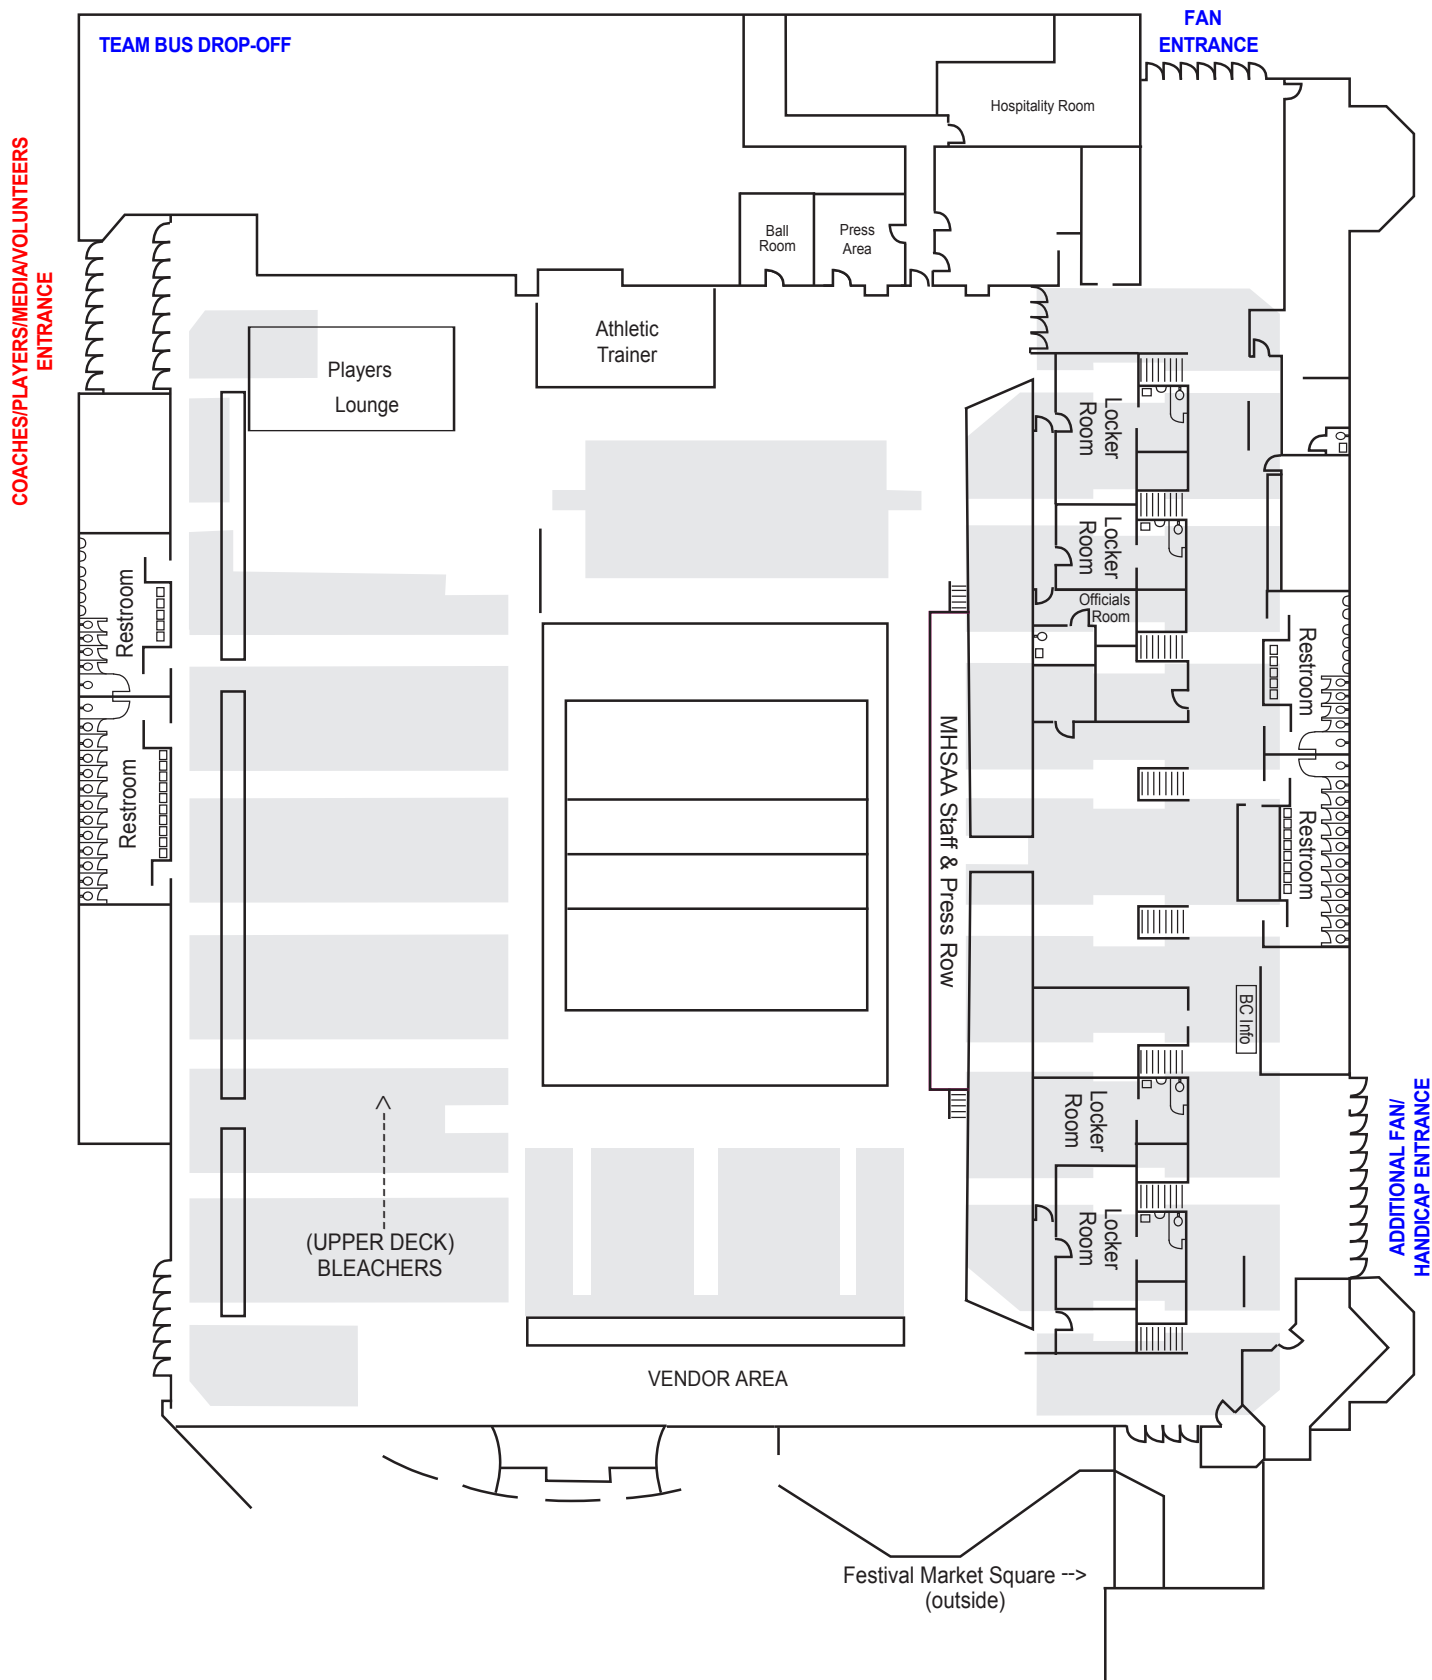 TEAM BUS DROP-OFF
FAN
ENTRANCE
Hospitality Room
COACHES/PLAYERS/MEDIA/VOLUNTEERS
ENTRANCE
Ball
Room
Press
Area
Athletic
Trainer
Players
Lounge
Locker
Room
Locker
Room
Officials
Room
Restroom
Restroom
Restroom
Restroom
MHSAA Staff & Press Row
BC Info
Locker
Room
Locker
Room
ADDITIONAL FAN/
HANDICAP ENTRANCE
(UPPER DECK)
BLEACHERS
VENDOR AREA
Festival Market Square -->
(outside)